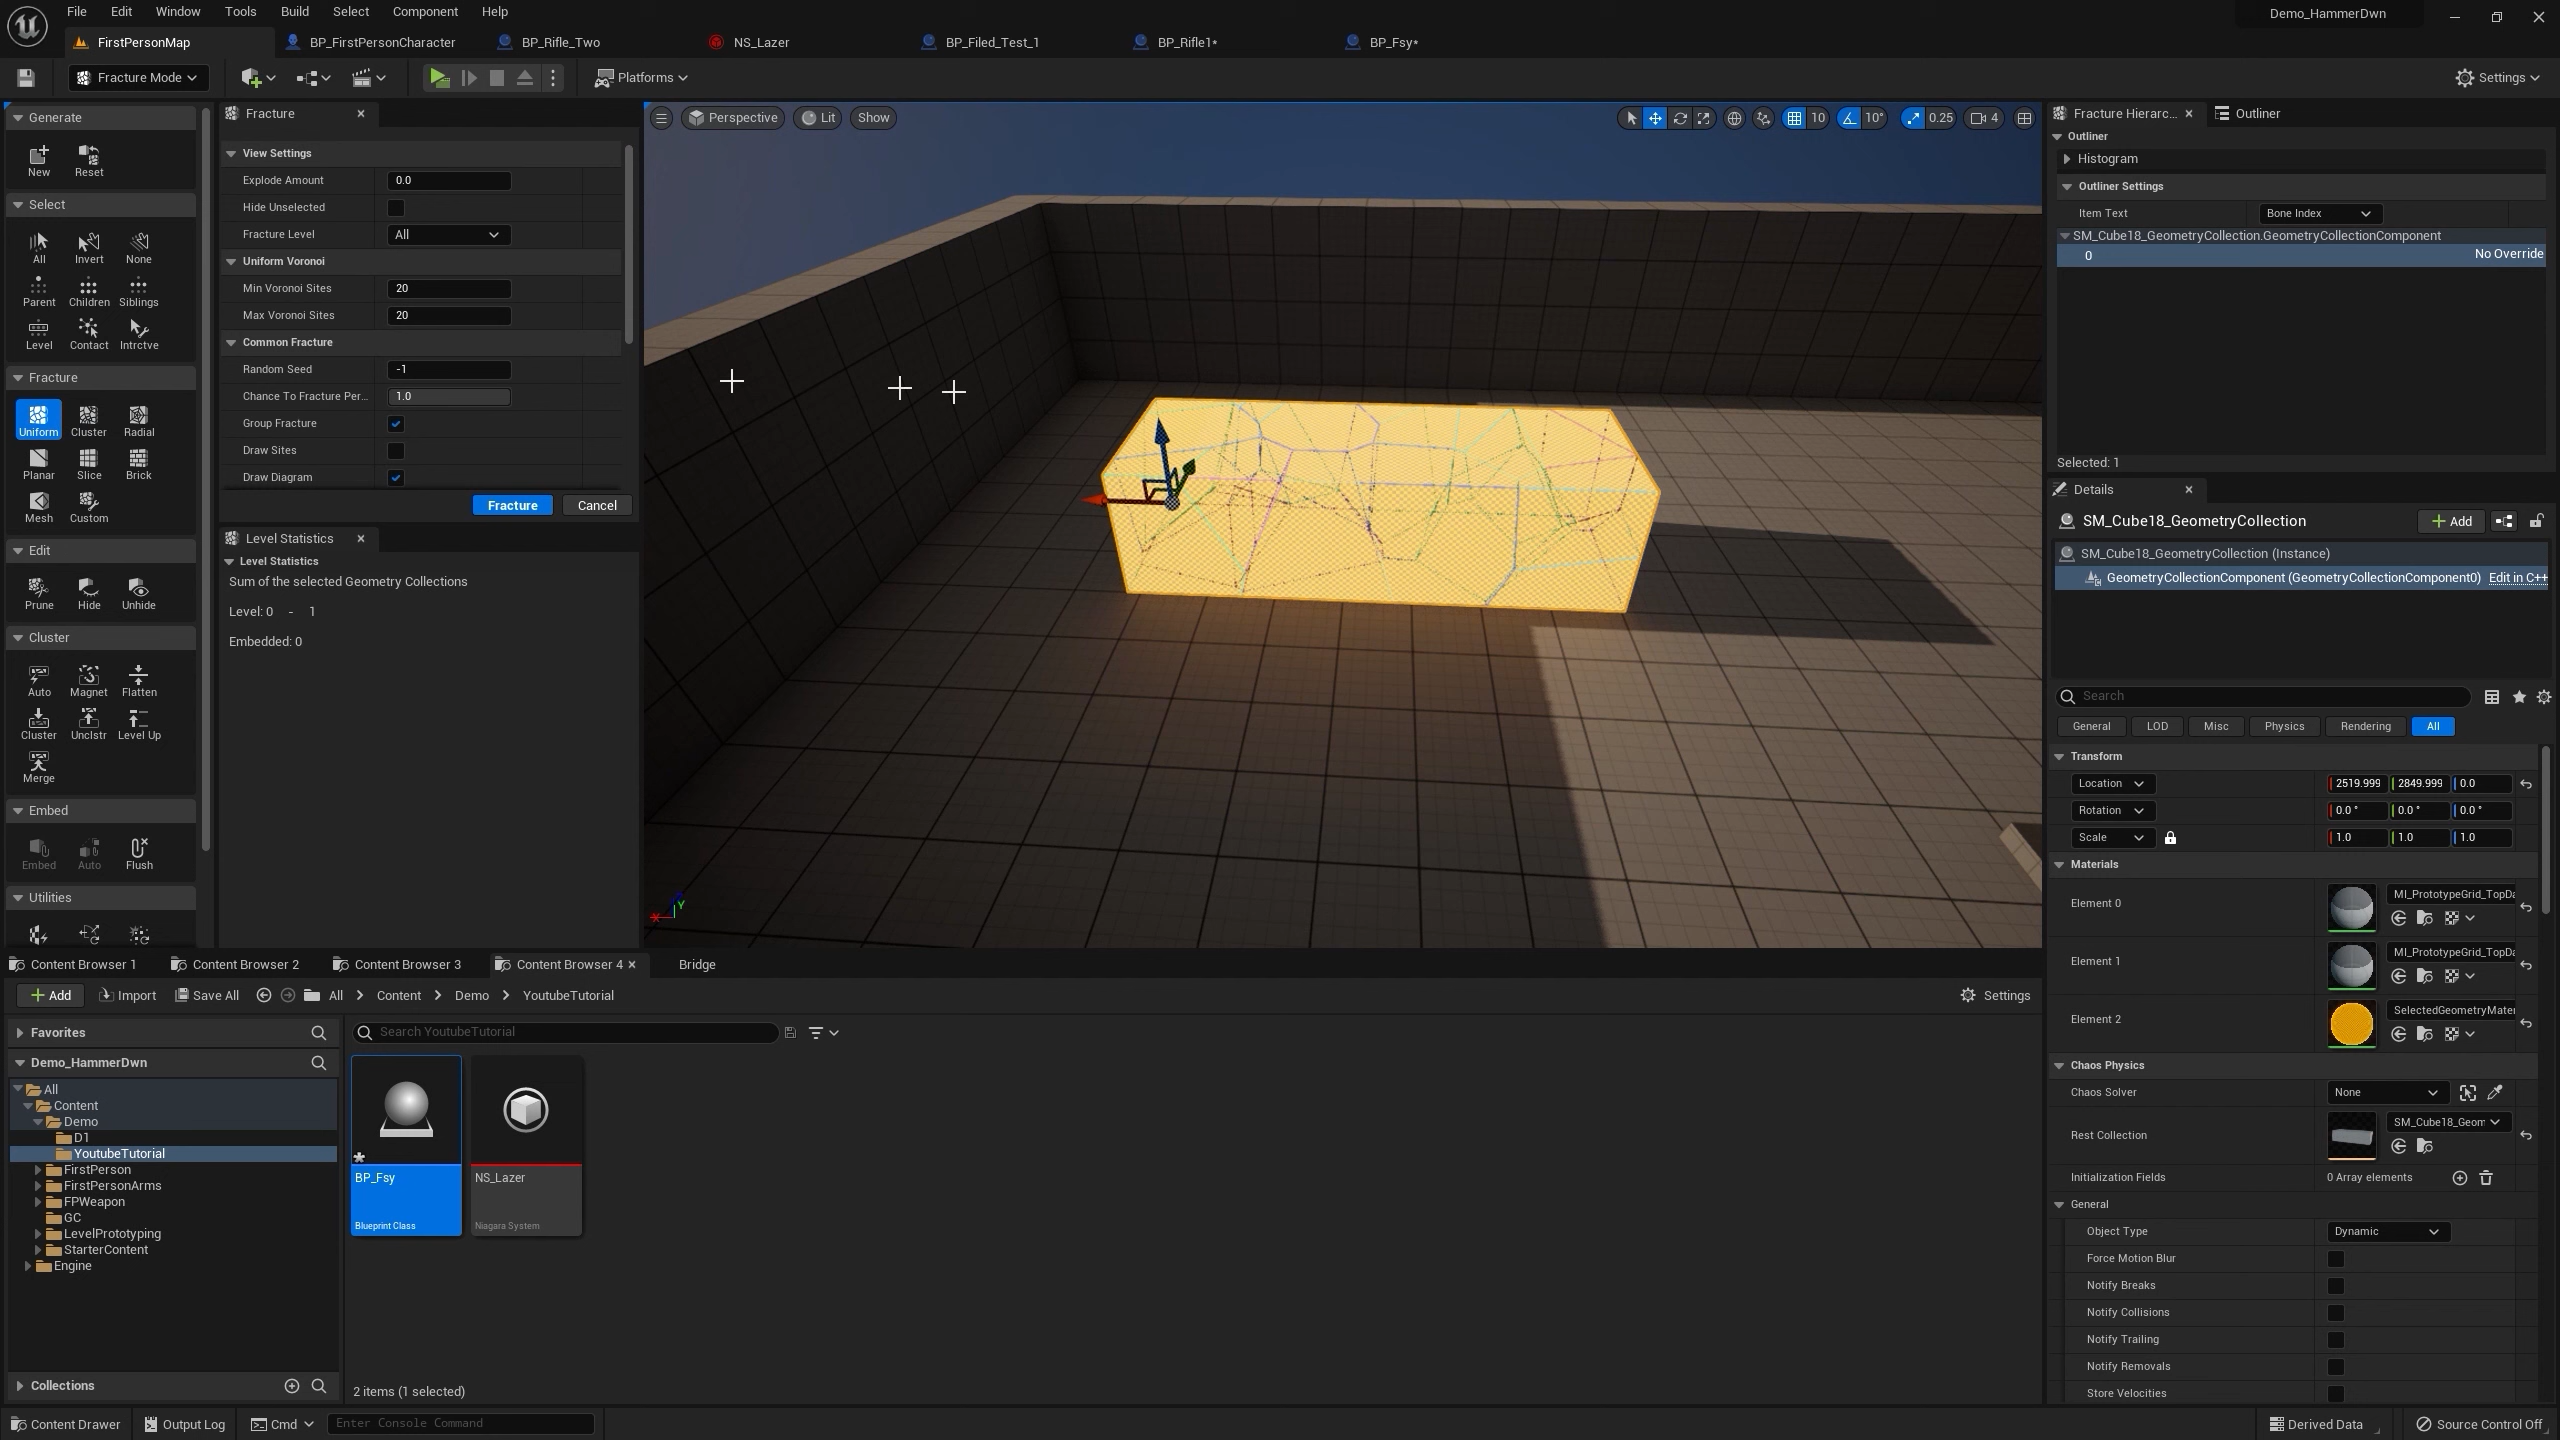 File Edit Window Tools Build Select Component Help
Demo_HammerDwn
FirstPersonMap
BP_FirstPersonCharacter
BP_Rifle_Two
NS_Lazer
BP_Filed_Test_1
BP_Rifle1*
BP_Fsy*
Fracture Mode
Platforms
Settings
Generate
New Reset
Select
All Invert None
Parent Children Siblings
Level Contact Intrctve
Fracture
Uniform Cluster Radial
Planar Slice Brick
Mesh Custom
Edit
Prune Hide Unhide
Cluster
Auto Magnet Flatten
Cluster Unclstr Level Up
Merge
Embed
Embed Auto Flush
Utilities
Fracture
View Settings
Explode Amount 0.0
Hide Unselected
Fracture Level All
Uniform Voronoi
Min Voronoi Sites 20
Max Voronoi Sites 20
Common Fracture
Random Seed -1
Chance To Fracture Per... 1.0
Group Fracture
Draw Sites
Draw Diagram
Fracture Cancel
Level Statistics
Level Statistics
Sum of the selected Geometry Collections
Level: 0 - 1
Embedded: 0
Perspective Lit Show
10 10° 0.25 4
X Y Z
Fracture Hierarc...
Outliner
Outliner
Histogram
Outliner Settings
Item Text Bone Index
SM_Cube18_GeometryCollection.GeometryCollectionComponent
0 No Override
Selected: 1
Details
SM_Cube18_GeometryCollection Add
SM_Cube18_GeometryCollection (Instance)
GeometryCollectionComponent (GeometryCollectionComponent0) Edit in C++
Search
General LOD Misc Physics Rendering All
Transform
Location 2519.999 2849.999 0.0
Rotation 0.0° 0.0° 0.0°
Scale 1.0 1.0 1.0
Materials
Element 0 MI_PrototypeGrid_TopDa
Element 1 MI_PrototypeGrid_TopDa
Element 2 SelectedGeometryMater
Chaos Physics
Chaos Solver None
Rest Collection SM_Cube18_Geom
Initialization Fields 0 Array elements
General
Object Type Dynamic
Force Motion Blur
Notify Breaks
Notify Collisions
Notify Trailing
Notify Removals
Store Velocities
Content Browser 1 Content Browser 2 Content Browser 3 Content Browser 4 Bridge
Add Import Save All All > Content > Demo > YoutubeTutorial Settings
Favorites
Demo_HammerDwn
All
Content
Demo
D1
YoutubeTutorial
FirstPerson
FirstPersonArms
FPWeapon
GC
LevelPrototyping
StarterContent
Engine
Collections
Search YoutubeTutorial
BP_Fsy
Blueprint Class
NS_Lazer
Niagara System
2 items (1 selected)
Content Drawer Output Log Cmd Enter Console Command
Derived Data Source Control Off